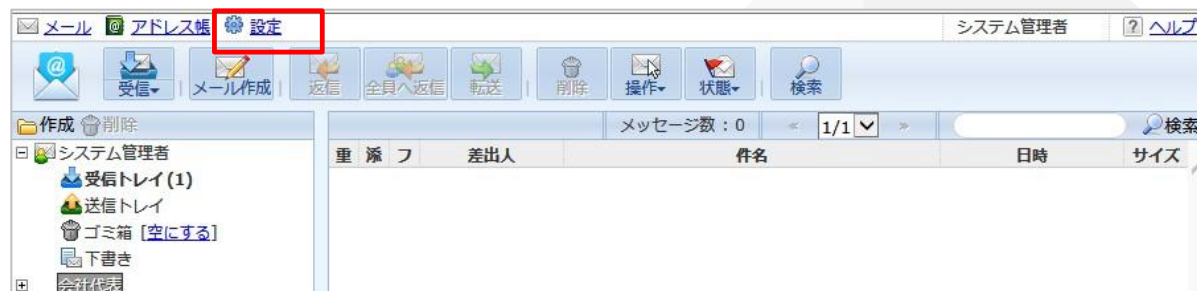 メール アドレス帳 設定 システム管理者 ? ヘルプ
受信 メール作成 返信 全員へ返信 転送 削除 操作 状態 検索
作成 削除 メッセージ数：0 « 1/1 » 検索
システム管理者 重 添 フ 差出人 件名 日時 サイズ
受信トレイ (1)
送信トレイ
ゴミ箱 [空にする]
下書き
会社代表